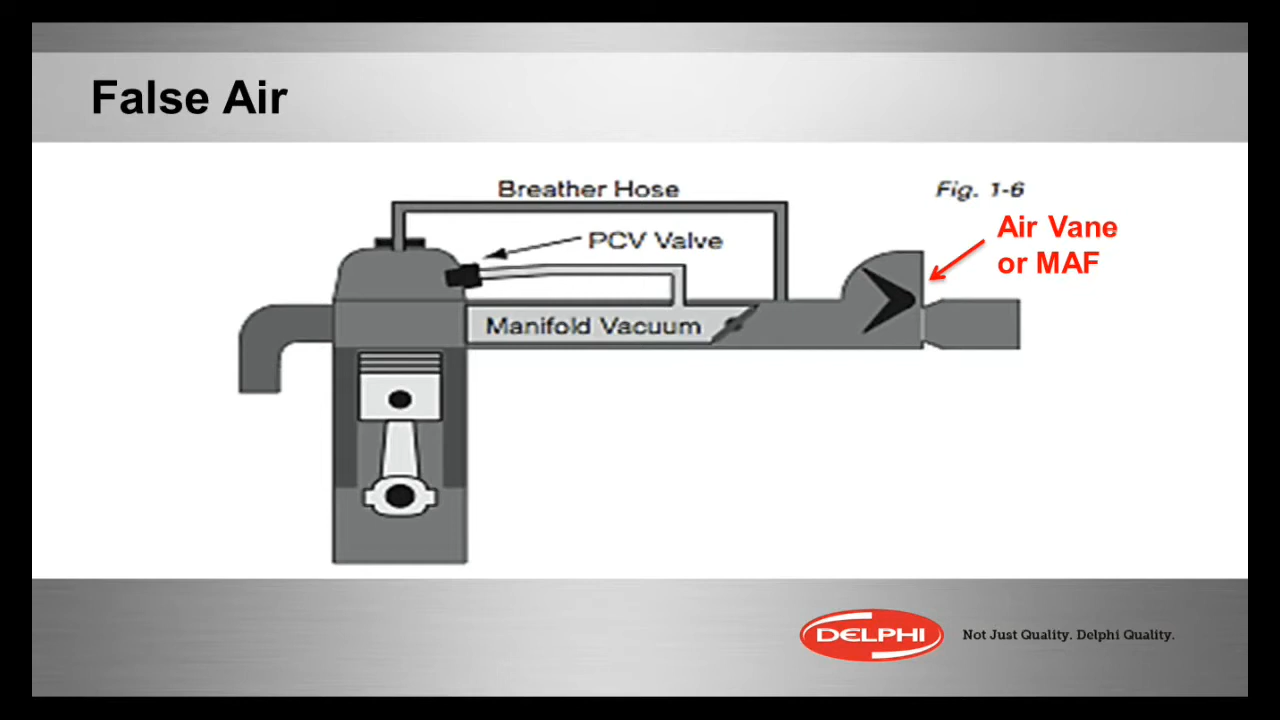 False Air
Breather Hose
Fig. 1-6
Air Vane
or MAF
PCV Valve
Manifold Vacuum
DELPHI
Not Just Quality. Delphi Quality.